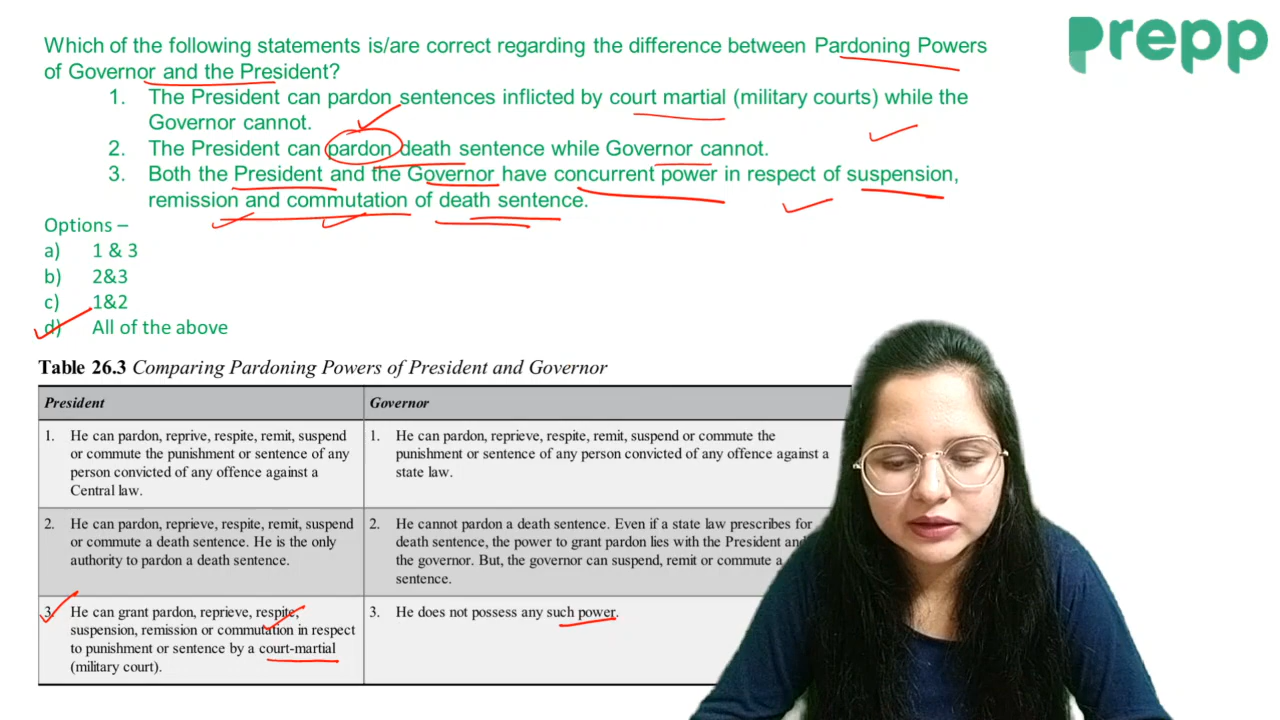 prepp
Which of the following statements is/are correct regarding the difference between Pardoning Powers
of Governor and the President?
1. The President can pardon sentences inflicted by court martial (military courts) while the
Governor cannot.
2. The President can pardon death sentence while Governor cannot.
3. Both the President and the Governor have concurrent power in respect of suspension,
remission and commutation of death sentence.
Options –
a) 1 & 3
b) 2&3
c) 1&2
d) All of the above
Table 26.3 Comparing Pardoning Powers of President and Governor
President
Governor
1. He can pardon, reprive, respite, remit, suspend
or commute the punishment or sentence of any
person convicted of any offence against a
Central law.
1. He can pardon, reprieve, respite, remit, suspend or commute the
punishment or sentence of any person convicted of any offence against a
state law.
2. He can pardon, reprieve, respite, remit, suspend
or commute a death sentence. He is the only
authority to pardon a death sentence.
2. He cannot pardon a death sentence. Even if a state law prescribes for
death sentence, the power to grant pardon lies with the President and
the governor. But, the governor can suspend, remit or commute a
sentence.
3. He can grant pardon, reprieve, respite,
suspension, remission or commutation in respect
to punishment or sentence by a court-martial
(military court).
3. He does not possess any such power.